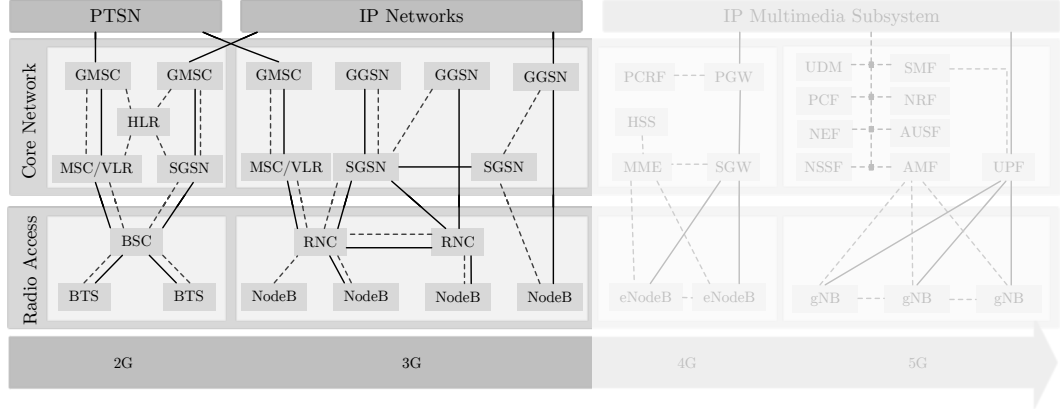 PTSN IP Networks IP Multimedia Subsystem
Core Network
GMSC GMSC GMSC GGSN GGSN GGSN PCRF PGW UDM SMF
HLR HSS PCF NRF
NEF AUSF
MSC/VLR SGSN MSC/VLR SGSN SGSN MME SGW NSSF AMF UPF
Radio Access
BSC RNC RNC
BTS BTS NodeB NodeB NodeB NodeB eNodeB eNodeB gNB gNB gNB
2G 3G 4G 5G